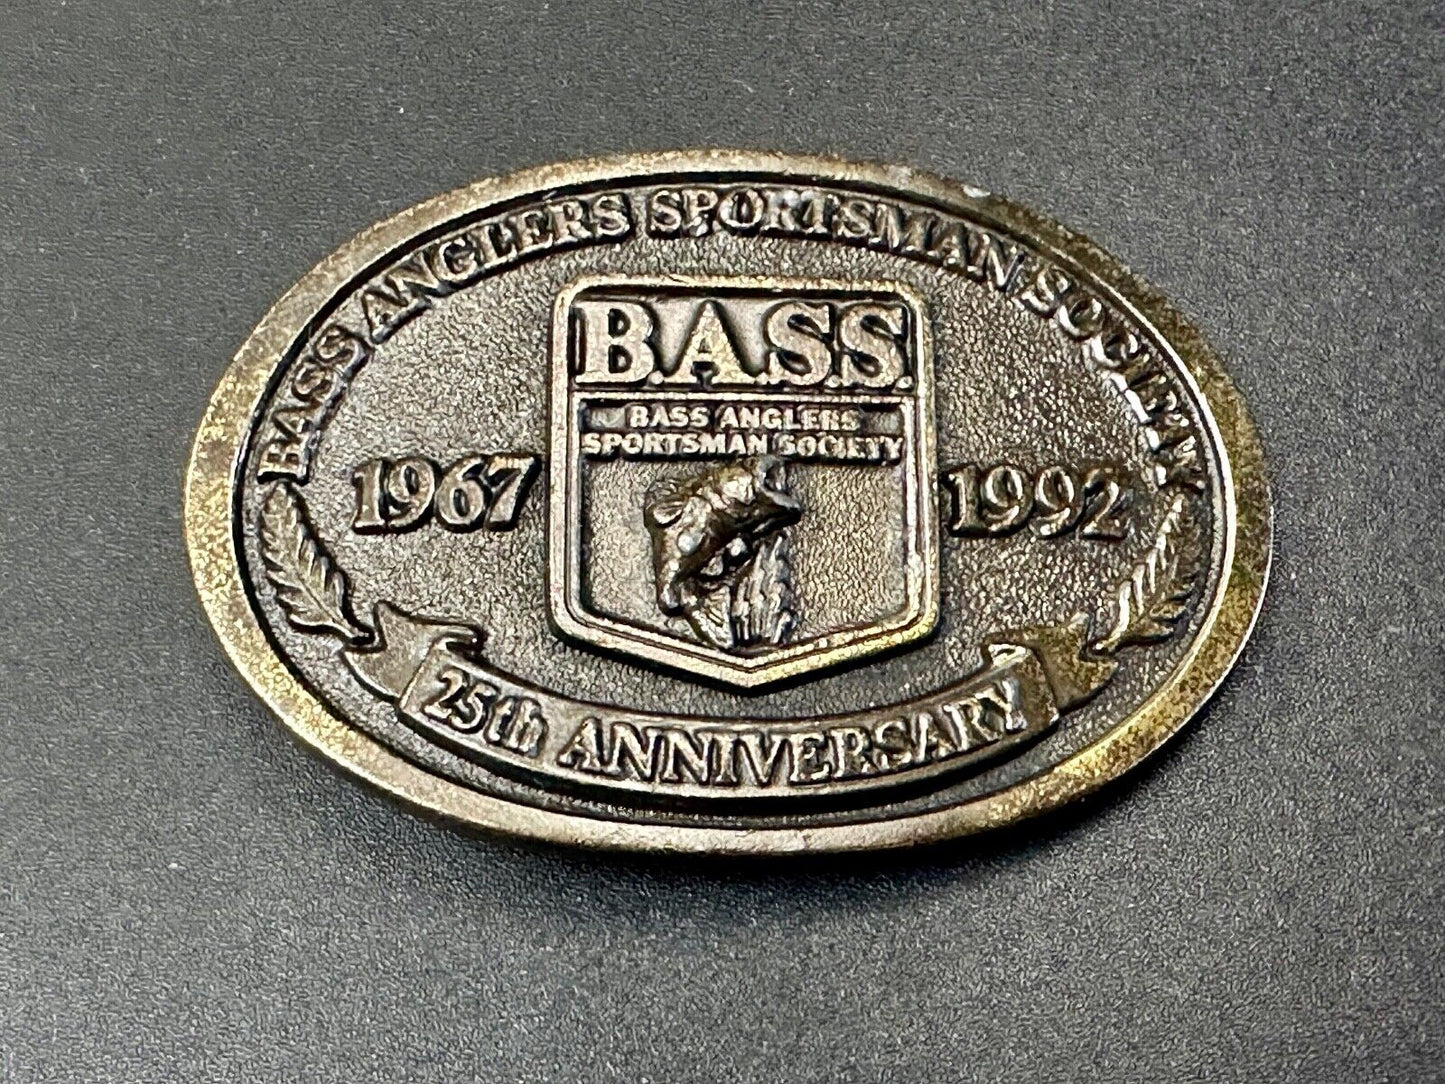 BASS ANGLERS SPORTSMAN SOCIETY
B.A.S.S.
BASS ANGLERS
SPORTSMAN SOCIETY
1967
1992
25th ANNIVERSARY